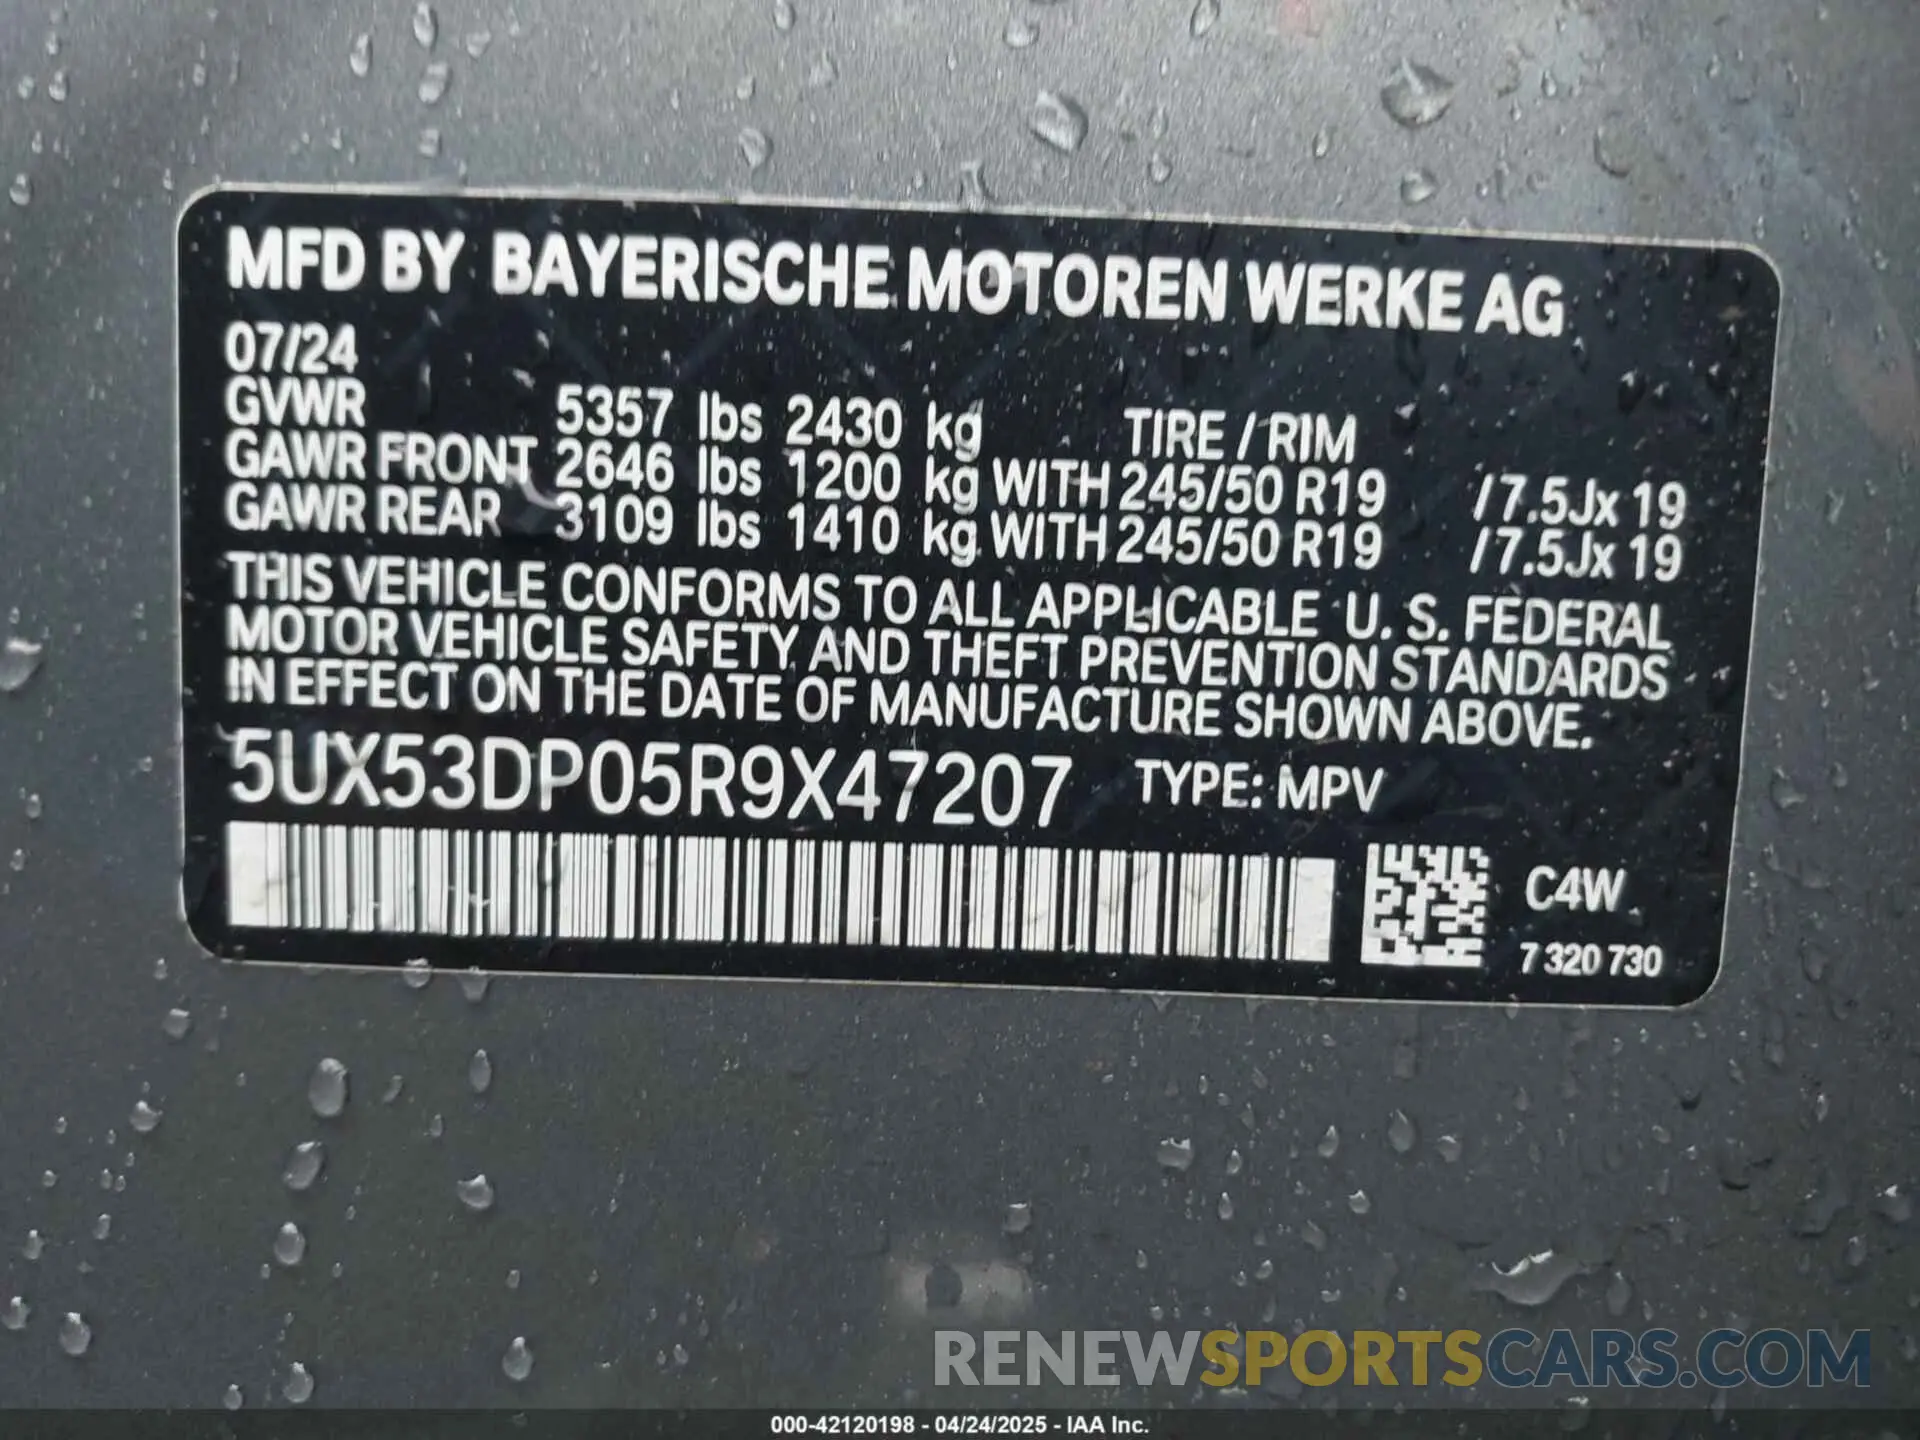 MFD BY BAYERISCHE MOTOREN WERKE AG
07/24
GVWR 5357 lbs 2430 kg TIRE / RIM
GAWR FRONT 2646 lbs 1200 kg WITH 245/50 R19 / 7.5Jx 19
GAWR REAR 3109 lbs 1410 kg WITH 245/50 R19 / 7.5Jx 19
THIS VEHICLE CONFORMS TO ALL APPLICABLE U. S. FEDERAL
MOTOR VEHICLE SAFETY AND THEFT PREVENTION STANDARDS
IN EFFECT ON THE DATE OF MANUFACTURE SHOWN ABOVE.
5UX53DP05R9X47207 TYPE: MPV
C4W
7 320 730
RENEWSPORTSCARS.COM
000-42120198 - 04/24/2025 - IAA Inc.